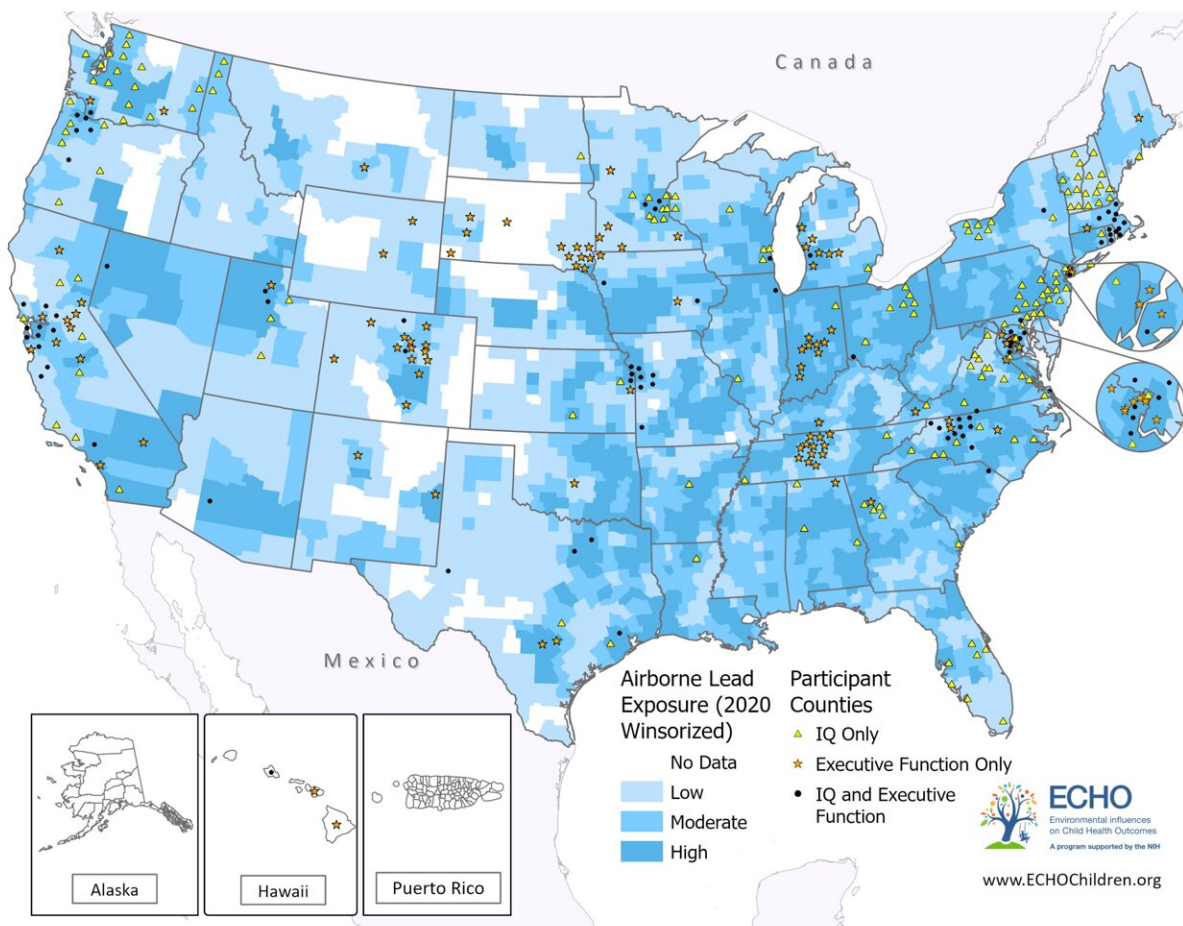 Canada
Mexico
Airborne Lead
Exposure (2020
Winsorized)
No Data
Low
Moderate
High
Participant
Counties
IQ Only
Executive Function Only
IQ and Executive
Function
Alaska
Hawaii
Puerto Rico
ECHO
Environmental influences
on Child Health Outcomes
A program supported by the NIH
www.ECHOChildren.org